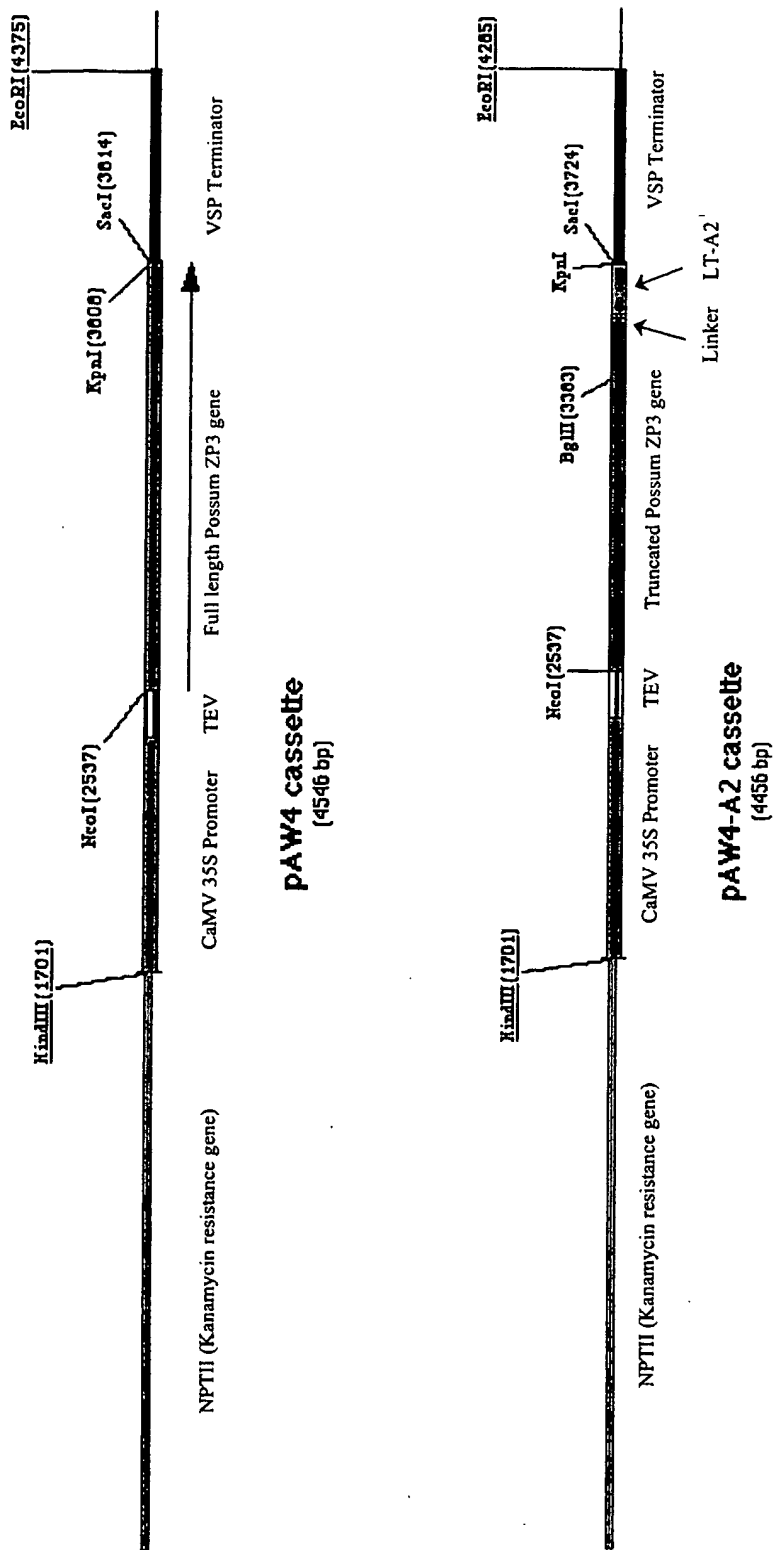 HindIII(1701)
NcoI(2537)
KpnI(3808)
SacI(3814)
EcoRI(4375)
NPTII (Kanamycin resistance gene)
CaMV 35S Promoter
TEV
Full length Possum ZP3 gene
VSP Terminator
pAW4 cassette
(4546 bp)
HindIII(1701)
NcoI(2537)
BglII(3383)
KpnI
SacI(3724)
EcoRI(4285)
NPTII (Kanamycin resistance gene)
CaMV 35S Promoter
TEV
Truncated Possum ZP3 gene
Linker
LT-A2
VSP Terminator
pAW4-A2 cassette
(4456 bp)